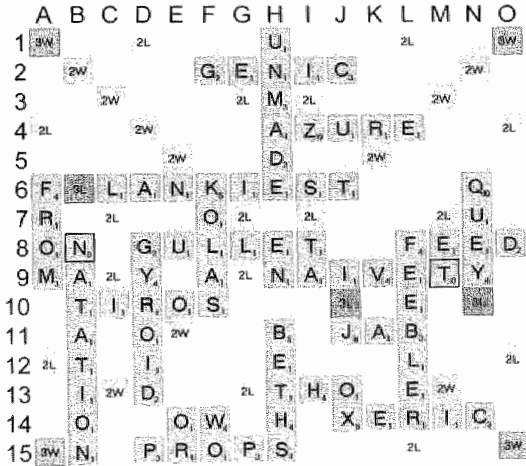 A B C D E F G H I J K L M N O
1 3W 2L U 2L 3W
2 2W G E N I C 2W
3 2W 2L M 2L 2W
4 2L 2W A Z U R E 2L
5 2W D 2W
6 F 3L L A N K I E S T Q
7 R 2L O 2L 2L 2L U
8 O N G U L L E T F E E D
9 M A 2L Y A 2L N A I V E T Y
10 T I R O S 3L E 3L
11 A O 2W B J A B
12 2L T I E L 2L
13 I 2W D 2L T H O E 2W
14 O O W H X E R I C
15 3W N P R O P S 2L 3W